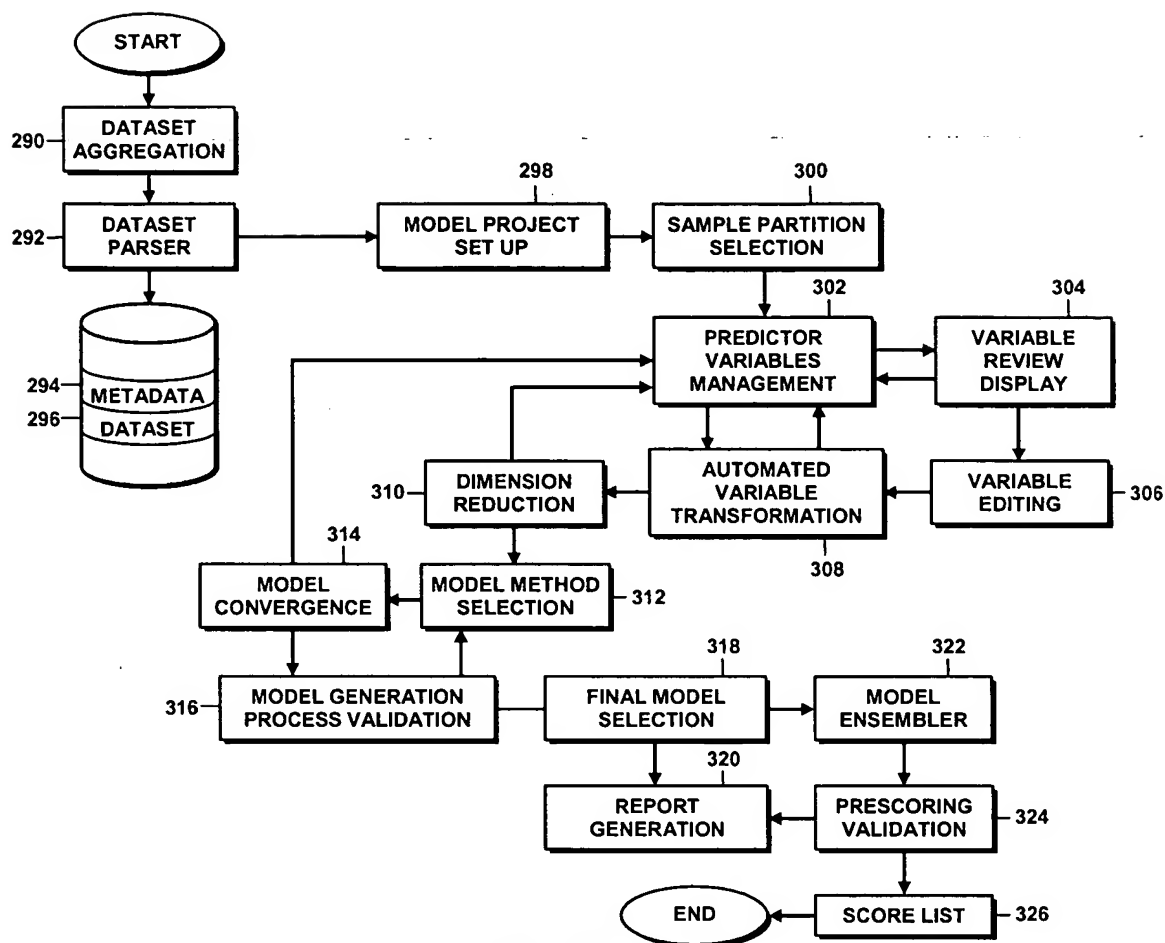 START
290
DATASET
AGGREGATION
292
DATASET
PARSER
298
MODEL PROJECT
SET UP
300
SAMPLE PARTITION
SELECTION
294
METADATA
296
DATASET
302
PREDICTOR
VARIABLES
MANAGEMENT
304
VARIABLE
REVIEW
DISPLAY
310
DIMENSION
REDUCTION
AUTOMATED
VARIABLE
TRANSFORMATION
308
VARIABLE
EDITING
306
314
MODEL
CONVERGENCE
MODEL METHOD
SELECTION
312
316
MODEL GENERATION
PROCESS VALIDATION
318
FINAL MODEL
SELECTION
322
MODEL
ENSEMBLER
320
REPORT
GENERATION
PRESCORING
VALIDATION
324
END
SCORE LIST
326